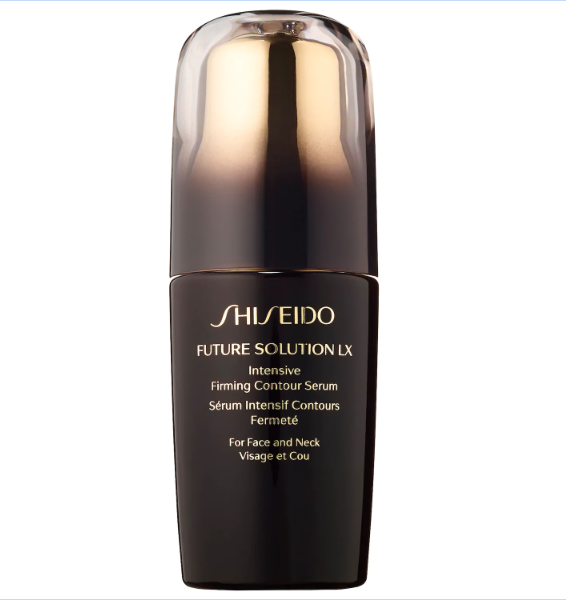 SHISEIDO
FUTURE SOLUTION LX
Intensive
Firming Contour Serum
Sérum Intensif Contours
Fermeté
For Face and Neck
Visage et Cou